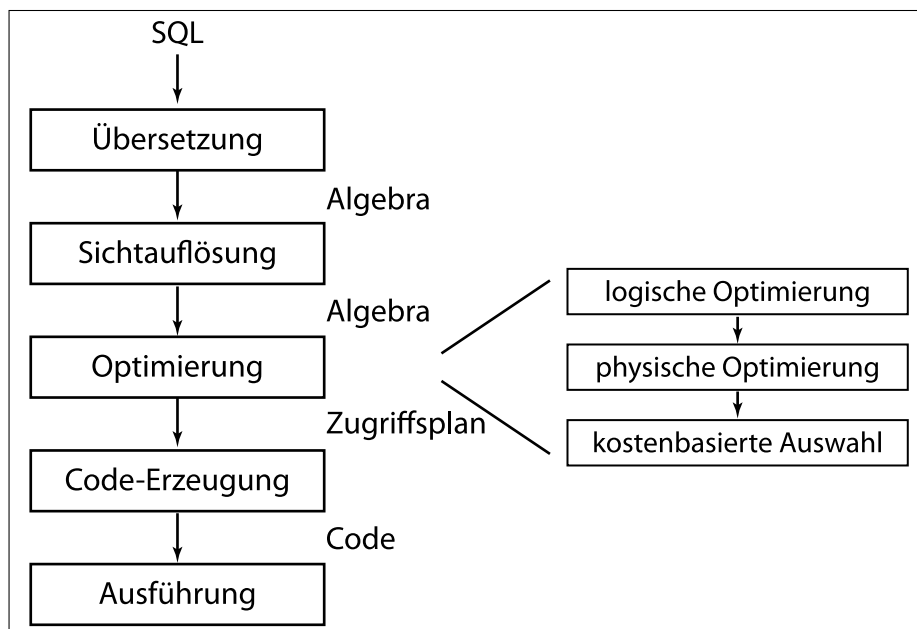 SQL
Übersetzung
Algebra
Sichtauflösung
Algebra
Optimierung
Zugriffsplan
Code-Erzeugung
Code
Ausführung
logische Optimierung
physische Optimierung
kostenbasierte Auswahl